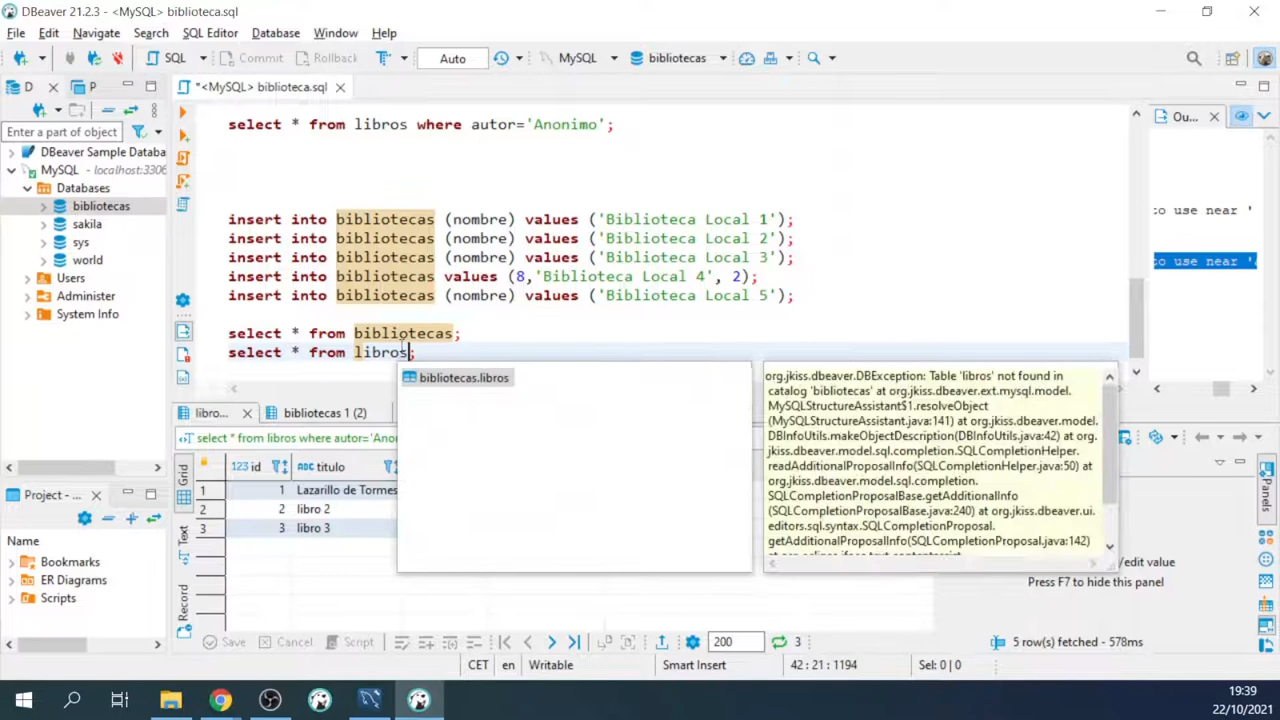 DBeaver 21.2.3 - <MySQL> biblioteca.sql
File Edit Navigate Search SQL Editor Database Window Help
SQL Commit Rollback Auto MySQL bibliotecas
D P *<MySQL> biblioteca.sql Ou...
Enter a part of object
select * from libros where autor='Anonimo';
DBeaver Sample Databa
MySQL - localhost:3306
Databases
bibliotecas
sakila
sys
world
Users
Administer
System Info
to use near '
to use near '
insert into bibliotecas (nombre) values ('Biblioteca Local 1');
insert into bibliotecas (nombre) values ('Biblioteca Local 2');
insert into bibliotecas (nombre) values ('Biblioteca Local 3');
insert into bibliotecas values (8,'Biblioteca Local 4', 2);
insert into bibliotecas (nombre) values ('Biblioteca Local 5');
select * from bibliotecas;
select * from libros;
bibliotecas.libros
org.jkiss.dbeaver.DBException: Table 'libros' not found in
catalog 'bibliotecas' at org.jkiss.dbeaver.ext.mysql.model.
MySQLStructureAssistant$1.resolveObject
(MySQLStructureAssistant.java:141) at org.jkiss.dbeaver.model.
DBInfoUtils.makeObjectDescription(DBInfoUtils.java:42) at org.
jkiss.dbeaver.model.sql.completion.SQLCompletionHelper.
readAdditionalProposalInfo(SQLCompletionHelper.java:50) at
org.jkiss.dbeaver.model.sql.completion.
SQLCompletionProposalBase.getAdditionalInfo
(SQLCompletionProposalBase.java:240) at org.jkiss.dbeaver.ui.
editors.sql.syntax.SQLCompletionProposal.
getAdditionalProposalInfo(SQLCompletionProposal.java:142)
libro... bibliotecas 1 (2)
select * from libros where autor='Anon
Grid
Text
Record
123 id ABC titulo
1 1 Lazarillo de Tormes
2 2 libro 2
3 3 libro 3
Panels
/edit value
Press F7 to hide this panel
Project -
Name
Bookmarks
ER Diagrams
Scripts
Save Cancel Script 200 3 5 row(s) fetched - 578ms
CET en Writable Smart Insert 42 : 21 : 1194 Sel: 0 | 0
19:39
22/10/2021